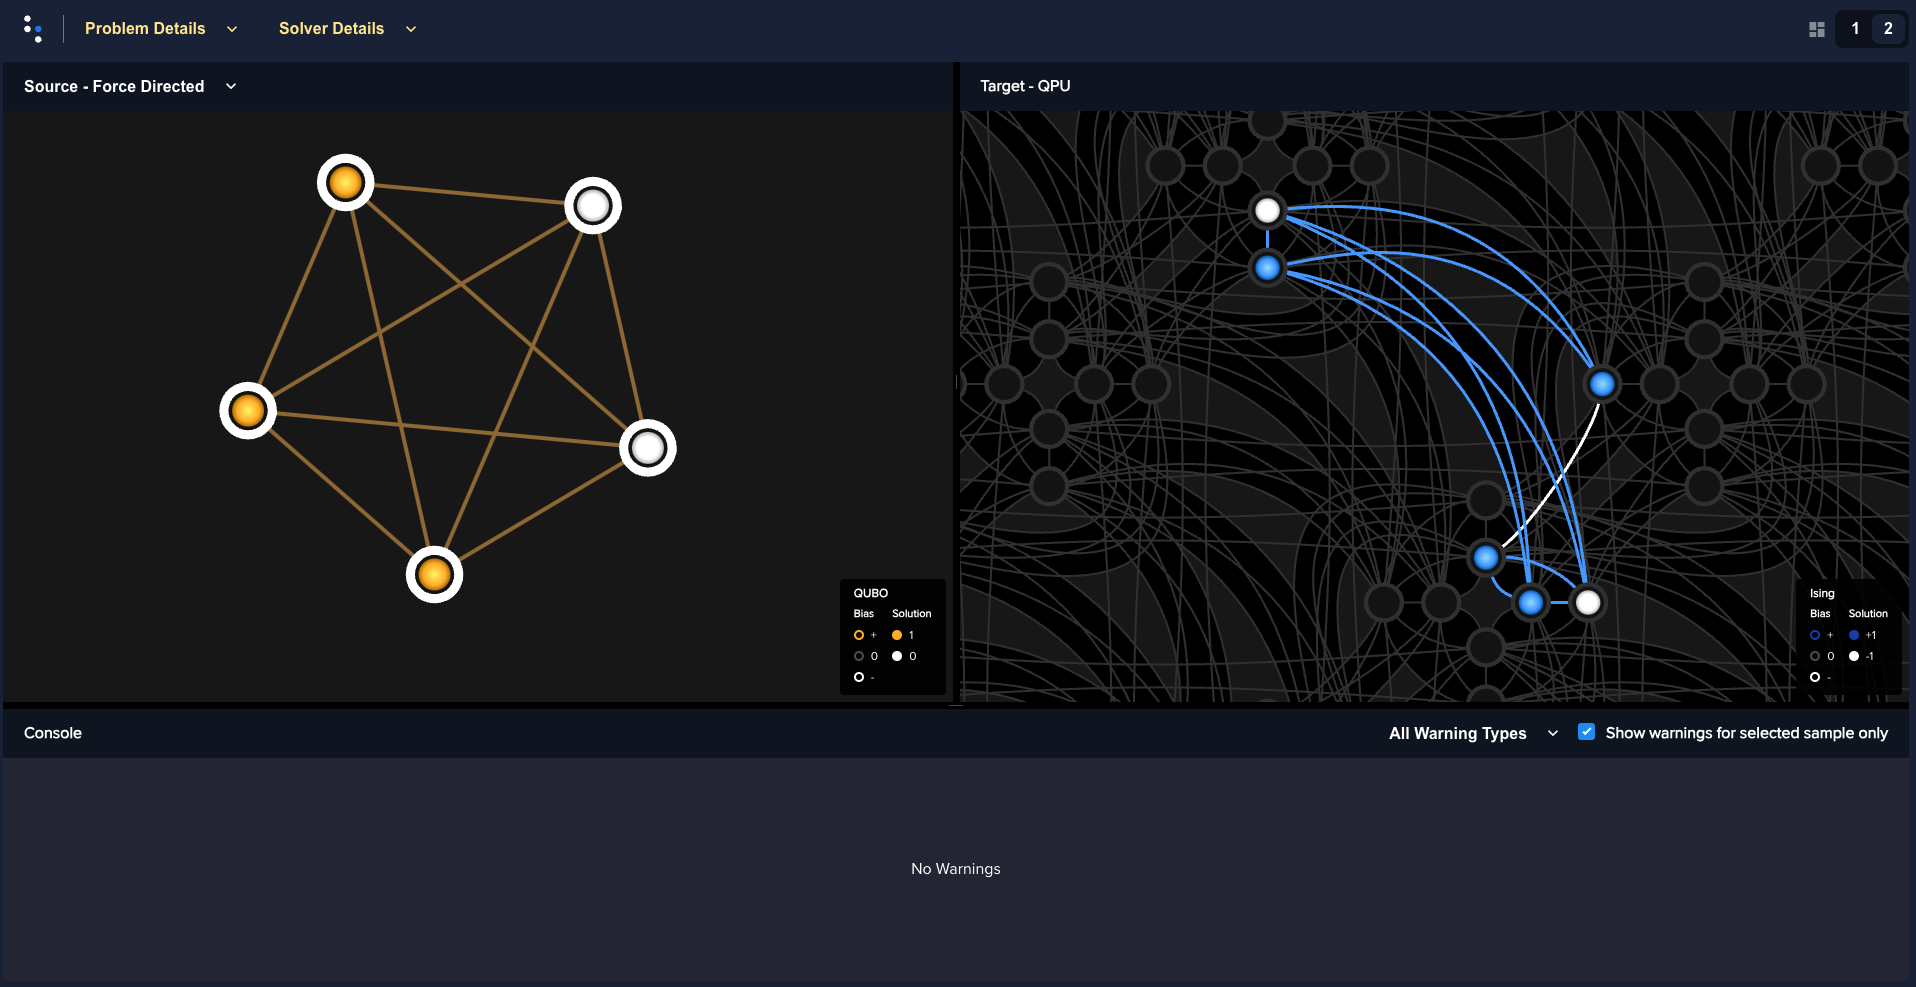 Problem Details
Solver Details
1
2
Source - Force Directed
Target - QPU
QUBO
Bias Solution
+ 1
0 0
-
Ising
Bias Solution
+ +1
0 -1
-
Console
All Warning Types
Show warnings for selected sample only
No Warnings